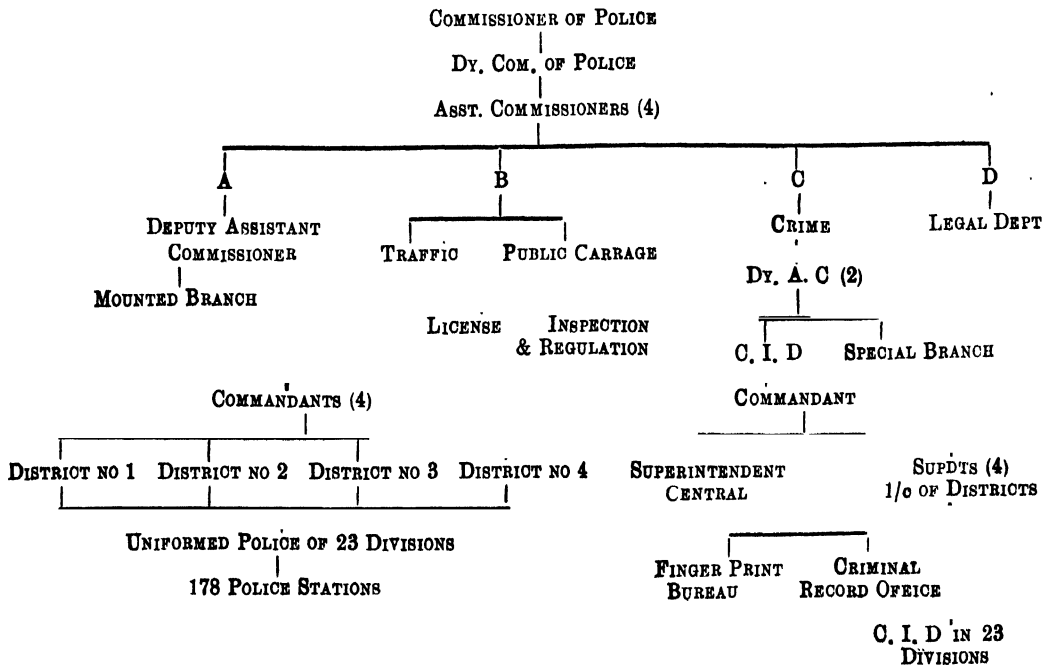 COMMISSIONER OF POLICE
DY. COM. OF POLICE
ASST. COMMISSIONERS (4)
A B C D
DEPUTY ASSISTANT
COMMISSIONER
MOUNTED BRANCH
TRAFFIC PUBLIC CARRAGE
LICENSE INSPECTION
& REGULATION
CRIME
DY. A. C (2)
C. I. D SPECIAL BRANCH
LEGAL DEPT
COMMANDANTS (4)
DISTRICT NO 1 DISTRICT NO 2 DISTRICT NO 3 DISTRICT NO 4
UNIFORMED POLICE OF 23 DIVISIONS
178 POLICE STATIONS
COMMANDANT
SUPERINTENDENT
CENTRAL
SUPDTS (4)
1/c OF DISTRICTS
FINGER PRINT
BUREAU
CRIMINAL
RECORD OFEICE
C. I. D IN 23
DIVISIONS